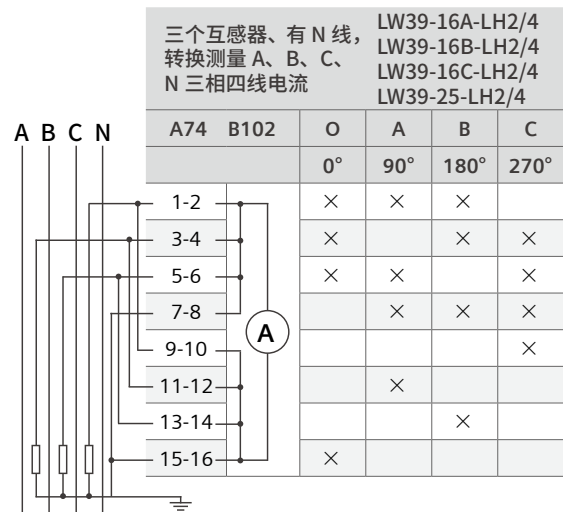 三个互感器、有 N 线，
转换测量 A、B、C、
N 三相四线电流
LW39-16A-LH2/4
LW39-16B-LH2/4
LW39-16C-LH2/4
LW39-25-LH2/4
A B C N
A74 B102 O A B C
0° 90° 180° 270°
1-2 × × ×
3-4 × × ×
5-6 × × ×
7-8 × × ×
A
9-10 ×
11-12 ×
13-14 ×
15-16 ×